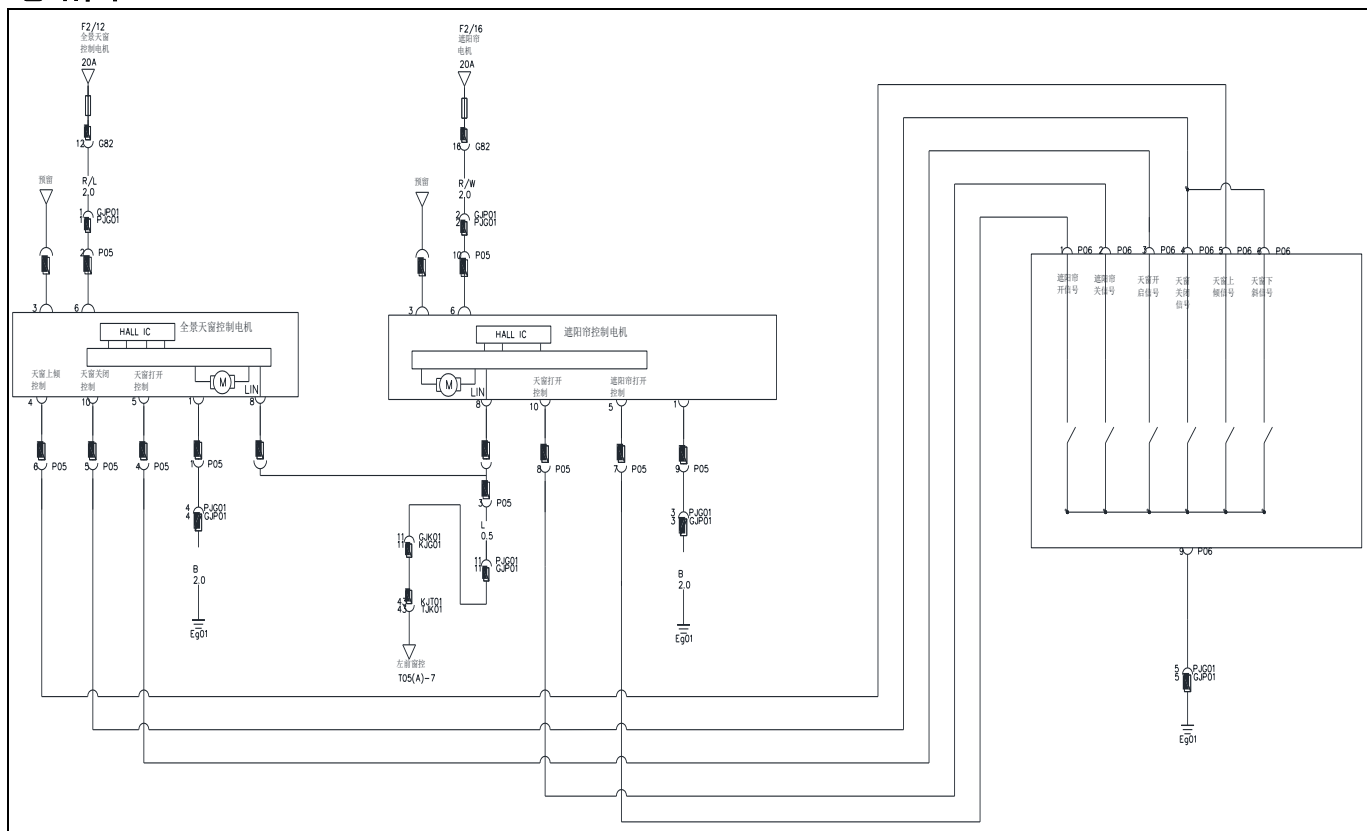 F2/12
全景天窗
控制电机
20A
12 G82
R/L
2.0
预留
1 GJP01
1 PJG01
2 P05
3
6
HALL IC
全景天窗控制电机
M
LIN
天窗上倾
控制
天窗关闭
控制
天窗打开
控制
4
10
5
1
8
6 P05
5 P05
4 P05
1 P05
4 PJG01
4 GJP01
B
2.0
Eg01
F2/16
遮阳帘
电机
20A
16 G82
R/W
2.0
预留
2 GJP01
2 PJG01
10 P05
3
6
HALL IC
遮阳帘控制电机
M
LIN
天窗打开
控制
遮阳帘打开
控制
8
10
5
1
8 P05
7 P05
9 P05
3 P05
L
0.5
11 PJG01
11 GJP01
11 GJK01
11 KJG01
43 KJT01
43 TJK01
左前窗控
T05(A)-7
3 PJG01
3 GJP01
B
2.0
Eg01
1 P06
2 P06
3 P06
4 P06
5 P06
6 P06
遮阳帘
开信号
遮阳帘
关信号
天窗开
启信号
天窗
关闭
信号
天窗上
倾信号
天窗下
斜信号
9 P06
5 PJG01
5 GJP01
Eg01